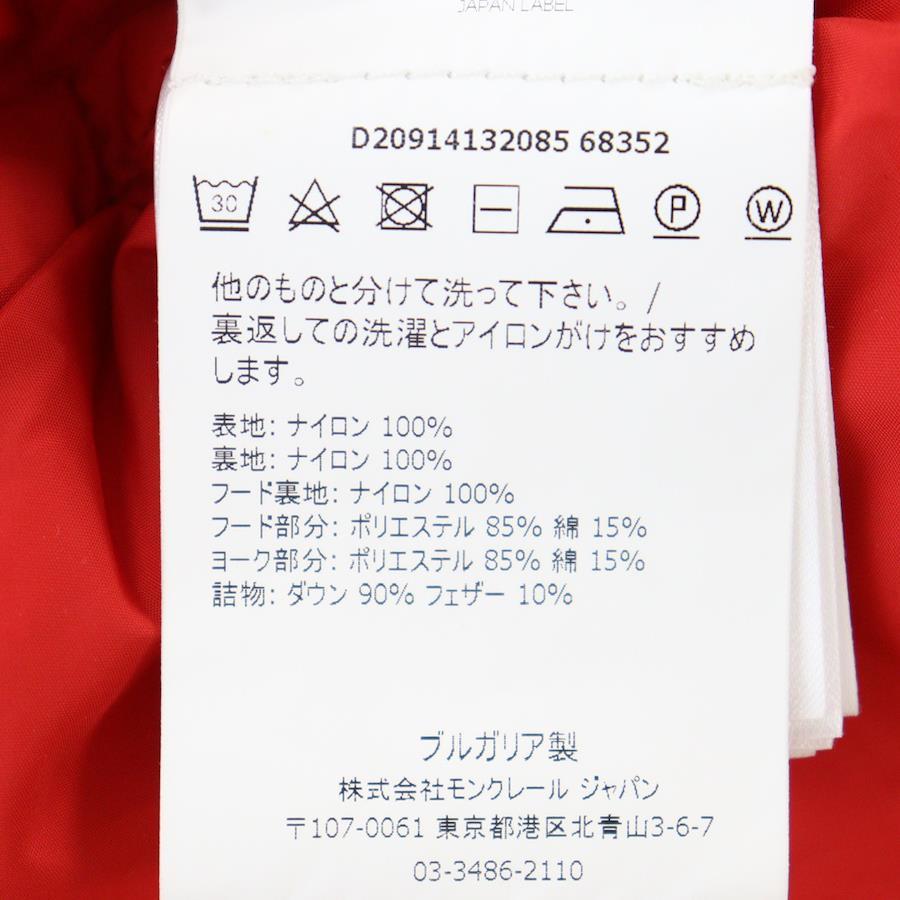 JAPAN LABEL
D20914132085 68352
30 P W
他のものと分けて洗って下さい。/
裏返しての洗濯とアイロンがけをおすすめ
します。
表地: ナイロン 100%
裏地: ナイロン 100%
フード裏地: ナイロン 100%
フード部分: ポリエステル 85% 綿 15%
ヨーク部分: ポリエステル 85% 綿 15%
詰物: ダウン 90% フェザー 10%
ブルガリア製
株式会社モンクレール ジャパン
〒107-0061 東京都港区北青山3-6-7
03-3486-2110